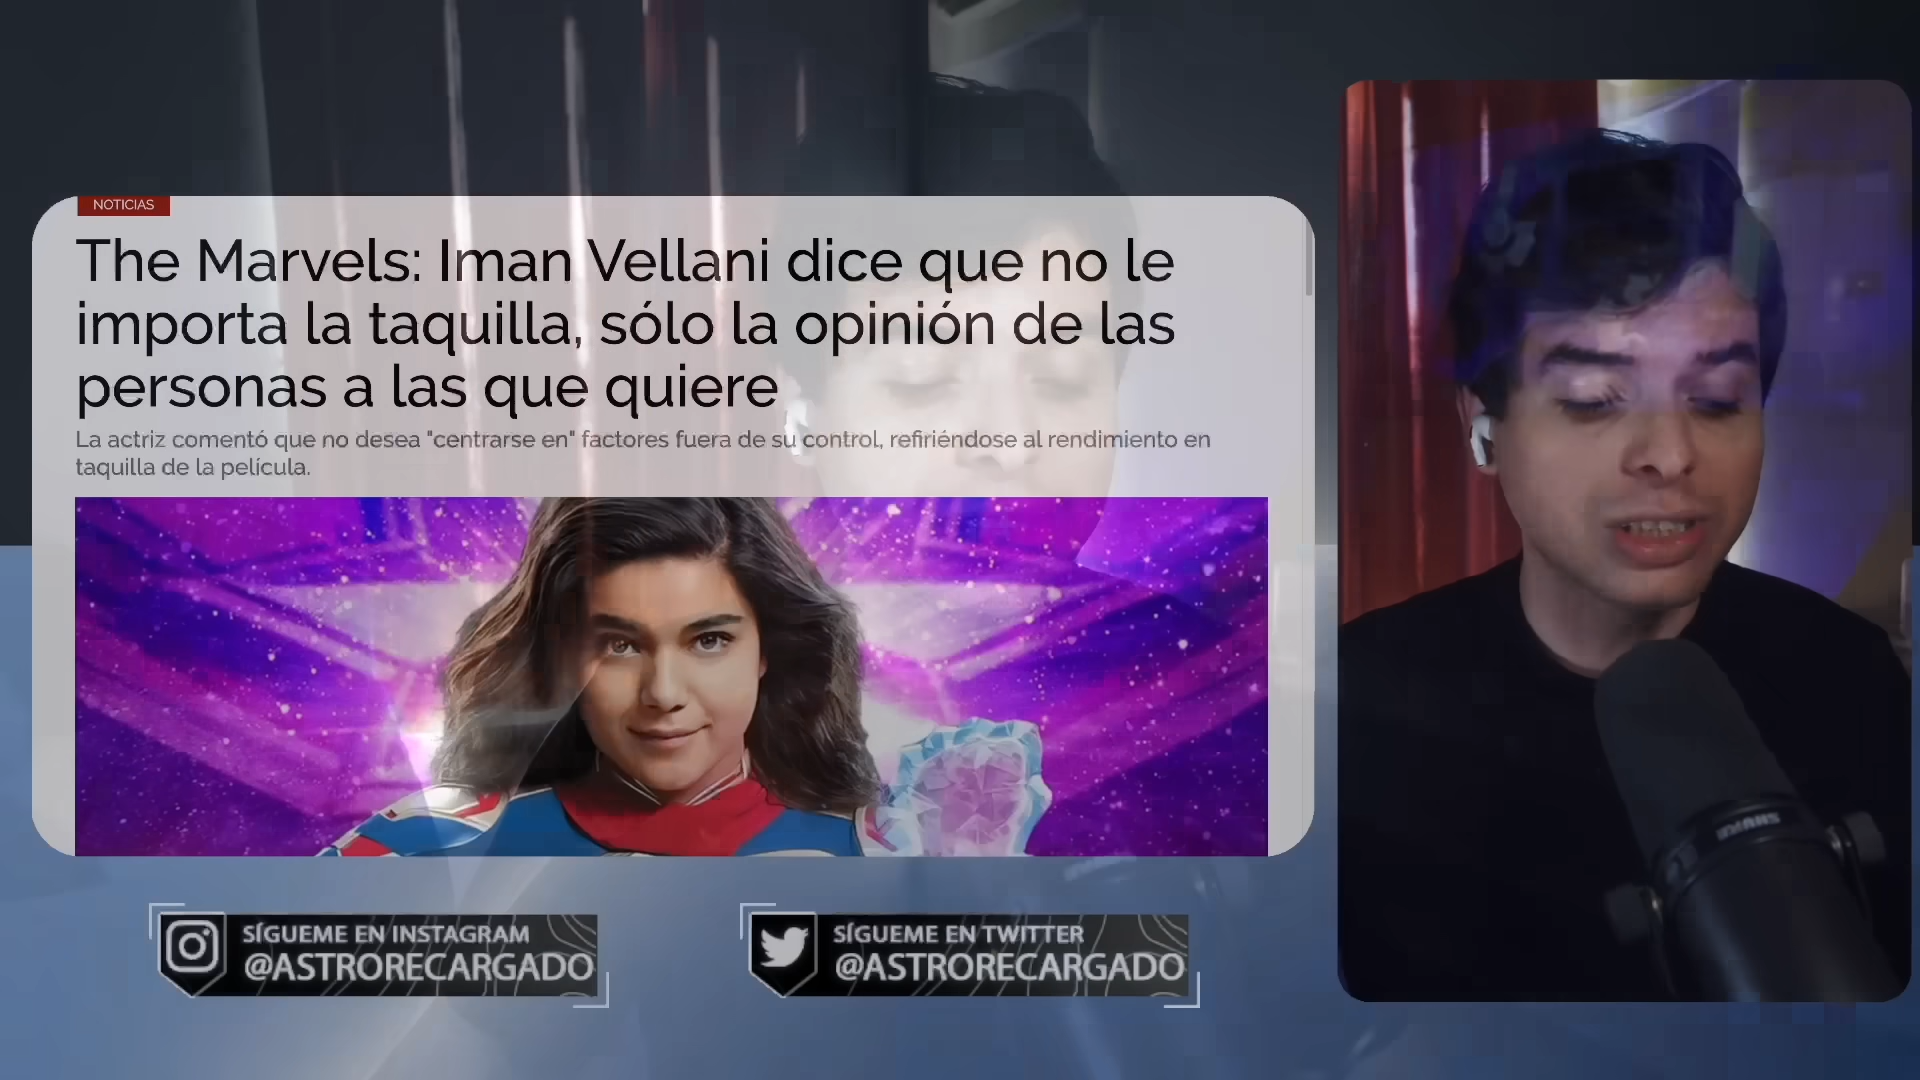 NOTICIAS
The Marvels: Iman Vellani dice que no le
importa la taquilla, sólo la opinión de las
personas a las que quiere
La actriz comentó que no desea "centrarse en" factores fuera de su control, refiriéndose al rendimiento en
taquilla de la película.
SÍGUEME EN INSTAGRAM
@ASTRORECARGADO
SÍGUEME EN TWITTER
@ASTRORECARGADO
SHURE